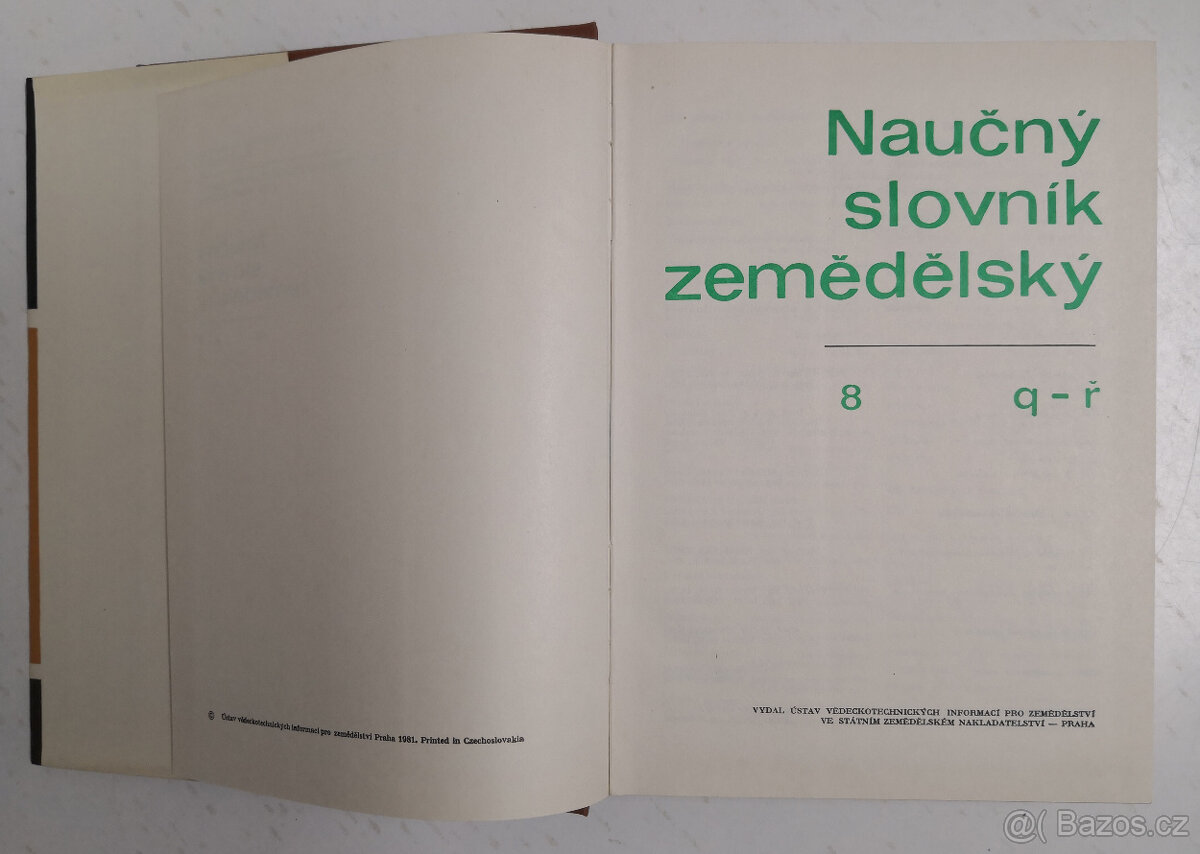 © Ústav vědeckotechnických informací pro zemědělství Praha 1981. Printed in Czechoslovakia
Naučný
slovník
zemědělský
8 q – ř
VYDAL ÚSTAV VĚDECKOTECHNICKÝCH INFORMACÍ PRO ZEMĚDĚLSTVÍ
VE STÁTNÍM ZEMĚDĚLSKÉM NAKLADATELSTVÍ — PRAHA
@( Bazos.cz